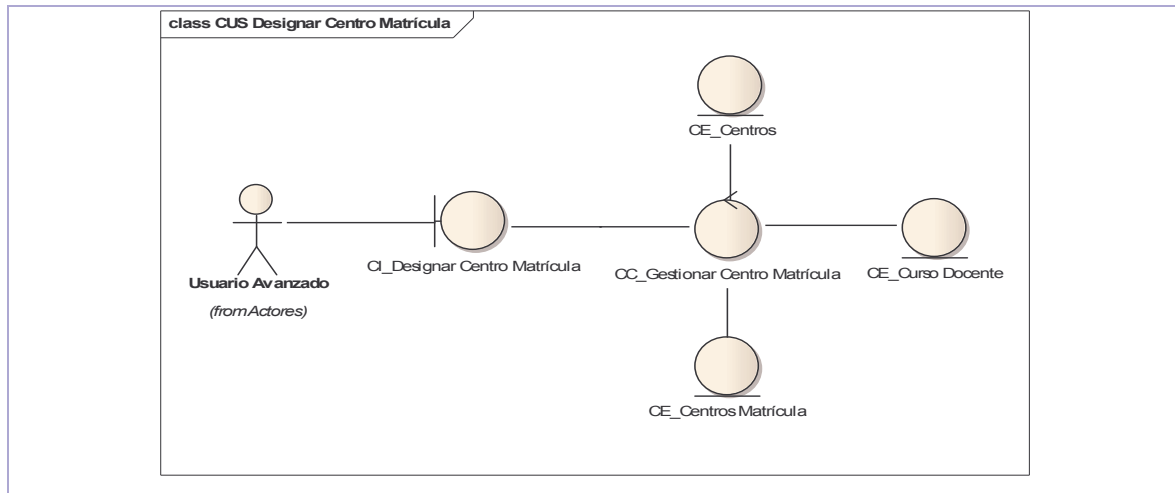 class CUS Designar Centro Matrícula
CE_Centros
CI_Designar Centro Matrícula
CC_Gestionar Centro Matrícula
CE_Curso Docente
Usuario Avanzado
(from Actores)
CE_Centros Matrícula